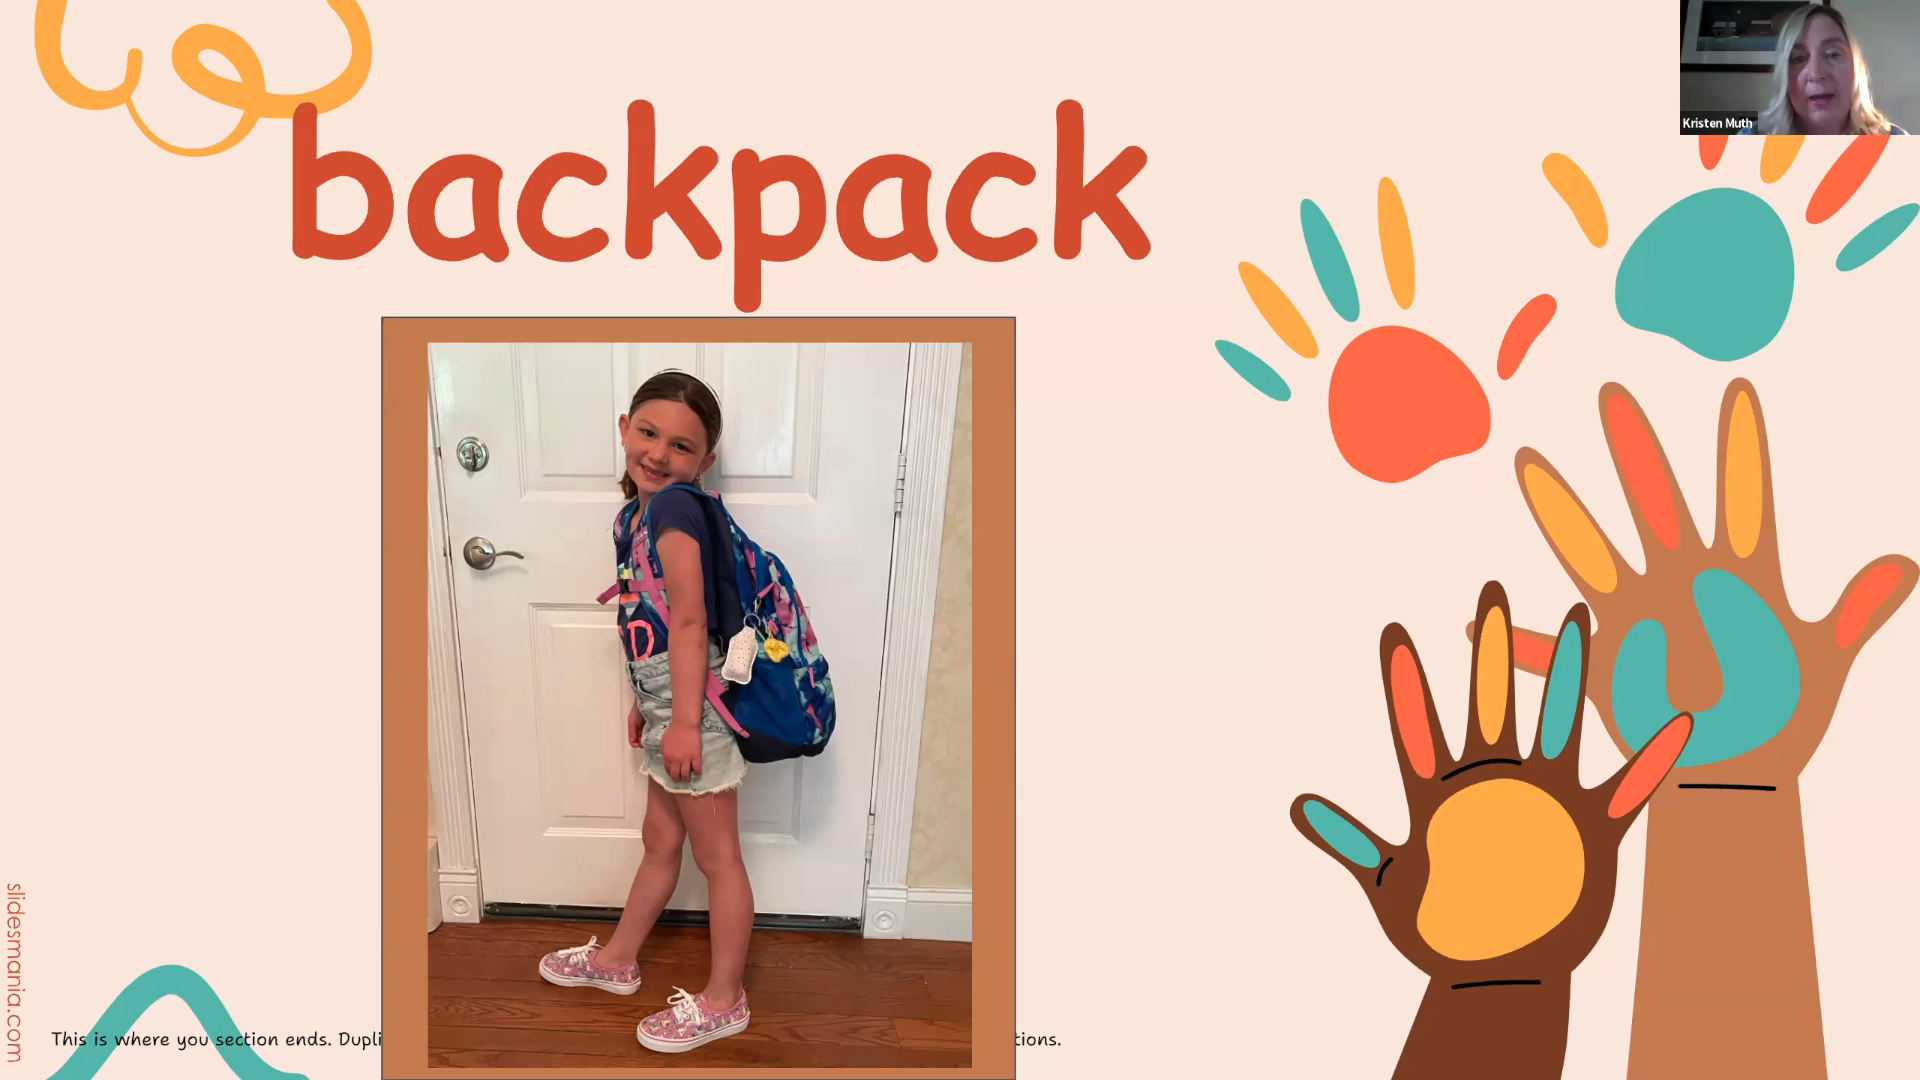 backpack
Kristen Muth
D
slidesmania.com
This is where you section ends. Dupli
tions.